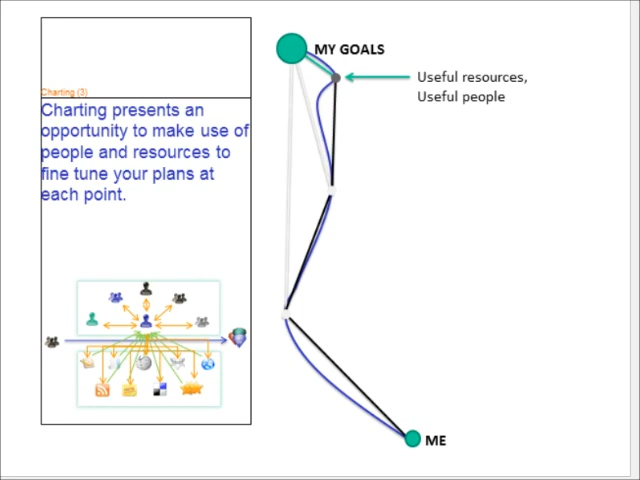 Charting (3)
Charting presents an
opportunity to make use of
people and resources to
fine tune your plans at
each point.
MY GOALS
Useful resources,
Useful people
ME